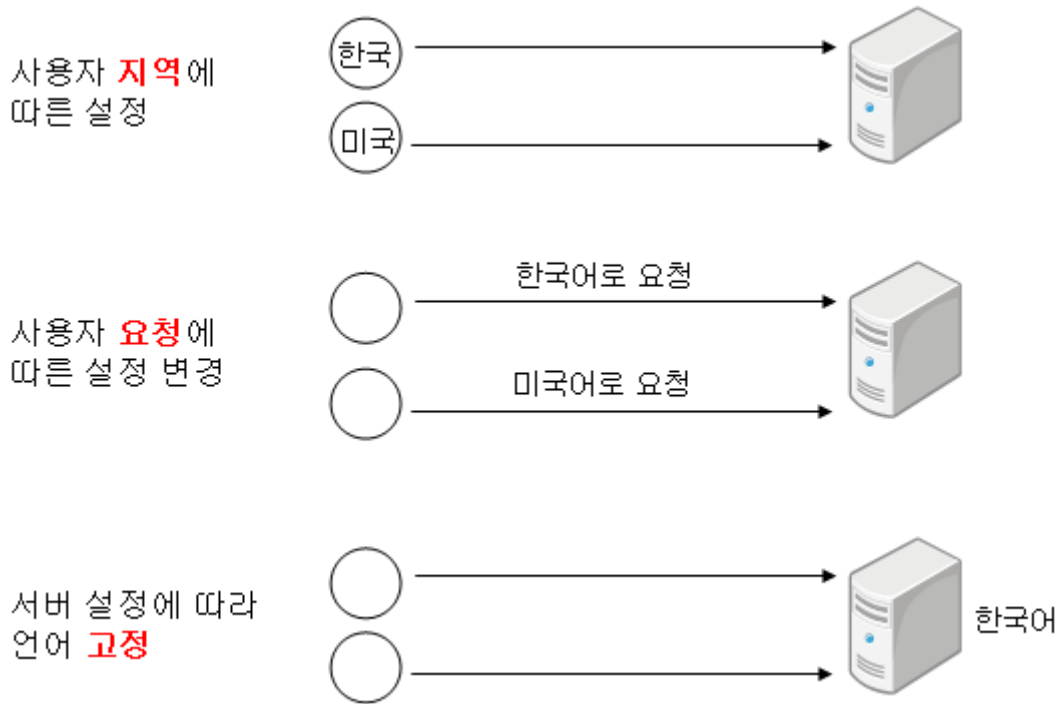 사용자 지역에
따른 설정
한국
미국
사용자 요청에
따른 설정 변경
한국어로 요청
미국어로 요청
서버 설정에 따라
언어 고정
한국어